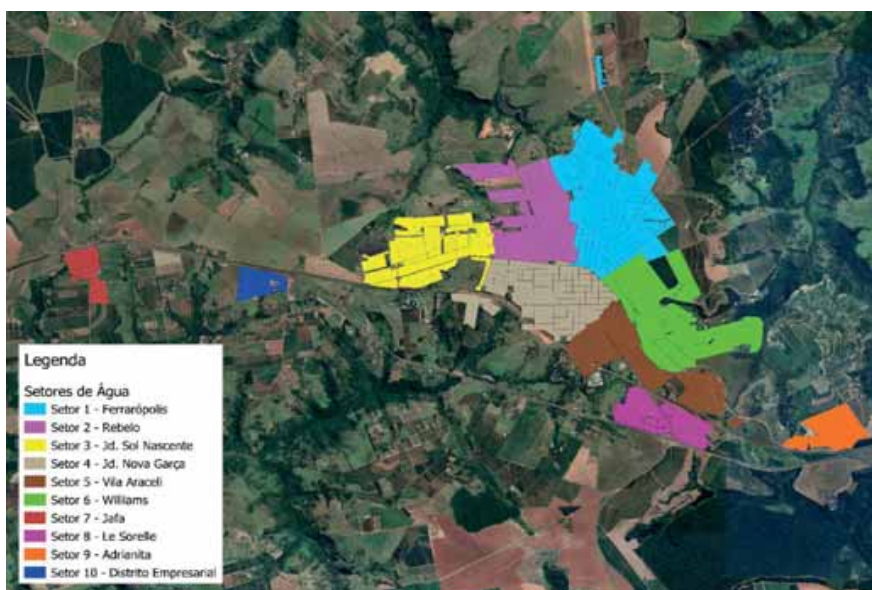 Legenda
Setores de Água
Setor 1 - Ferrarópolis
Setor 2 - Rebelo
Setor 3 - Jd. Sol Nascente
Setor 4 - Jd. Nova Garça
Setor 5 - Vila Araceli
Setor 6 - Williams
Setor 7 - Jafa
Setor 8 - Le Sorelle
Setor 9 - Adrianita
Setor 10 - Distrito Empresarial